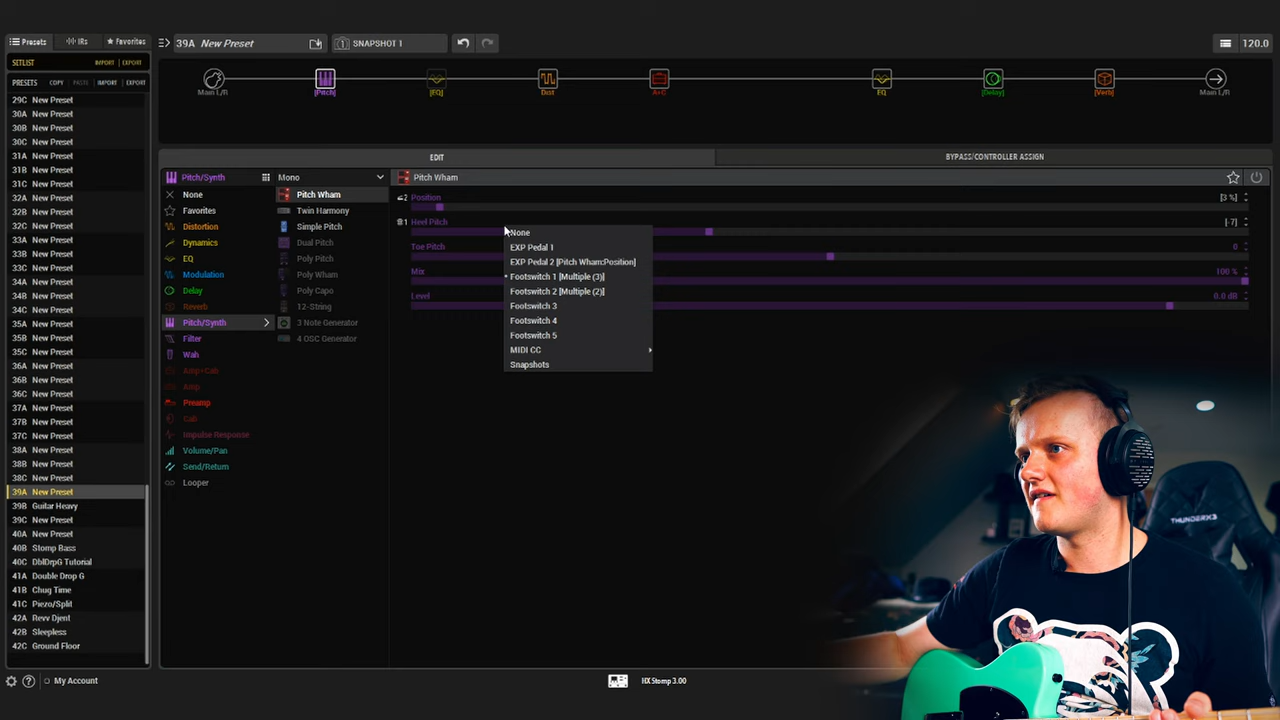 Presets
IRs
Favorites
39A New Preset
SNAPSHOT 1
120.0
SETLIST
IMPORT
EXPORT
PRESETS
COPY
PASTE
IMPORT
EXPORT
Main L/R
[Pitch]
[EQ]
Dist
A+C
EQ
[Delay]
[Verb]
Main L/R
29C New Preset
30A New Preset
30B New Preset
30C New Preset
31A New Preset
31B New Preset
31C New Preset
32A New Preset
32B New Preset
32C New Preset
33A New Preset
33B New Preset
33C New Preset
34A New Preset
34B New Preset
34C New Preset
35A New Preset
35B New Preset
35C New Preset
36A New Preset
36B New Preset
36C New Preset
37A New Preset
37B New Preset
37C New Preset
38A New Preset
38B New Preset
38C New Preset
39A New Preset
39B Guitar Heavy
39C New Preset
40A New Preset
40B Stomp Bass
40C DblDrpG Tutorial
41A Double Drop G
41B Chug Time
41C Piezo/Split
42A Revv Djent
42B Sleepless
42C Ground Floor
EDIT
BYPASS/CONTROLLER ASSIGN
Pitch/Synth
None
Favorites
Distortion
Dynamics
EQ
Modulation
Delay
Reverb
Pitch/Synth
Filter
Wah
Amp+Cab
Amp
Preamp
Cab
Impulse Response
Volume/Pan
Send/Return
Looper
Mono
Pitch Wham
Twin Harmony
Simple Pitch
Dual Pitch
Poly Pitch
Poly Wham
Poly Capo
12-String
3 Note Generator
4 OSC Generator
Pitch Wham
2 Position [3 %]
1 Heel Pitch [-7]
Toe Pitch 0
Mix 100 %
Level 0.0 dB
None
EXP Pedal 1
EXP Pedal 2 [Pitch Wham:Position]
Footswitch 1 [Multiple (3)]
Footswitch 2 [Multiple (2)]
Footswitch 3
Footswitch 4
Footswitch 5
MIDI CC
Snapshots
THUNDERX3
My Account
HX Stomp 3.00